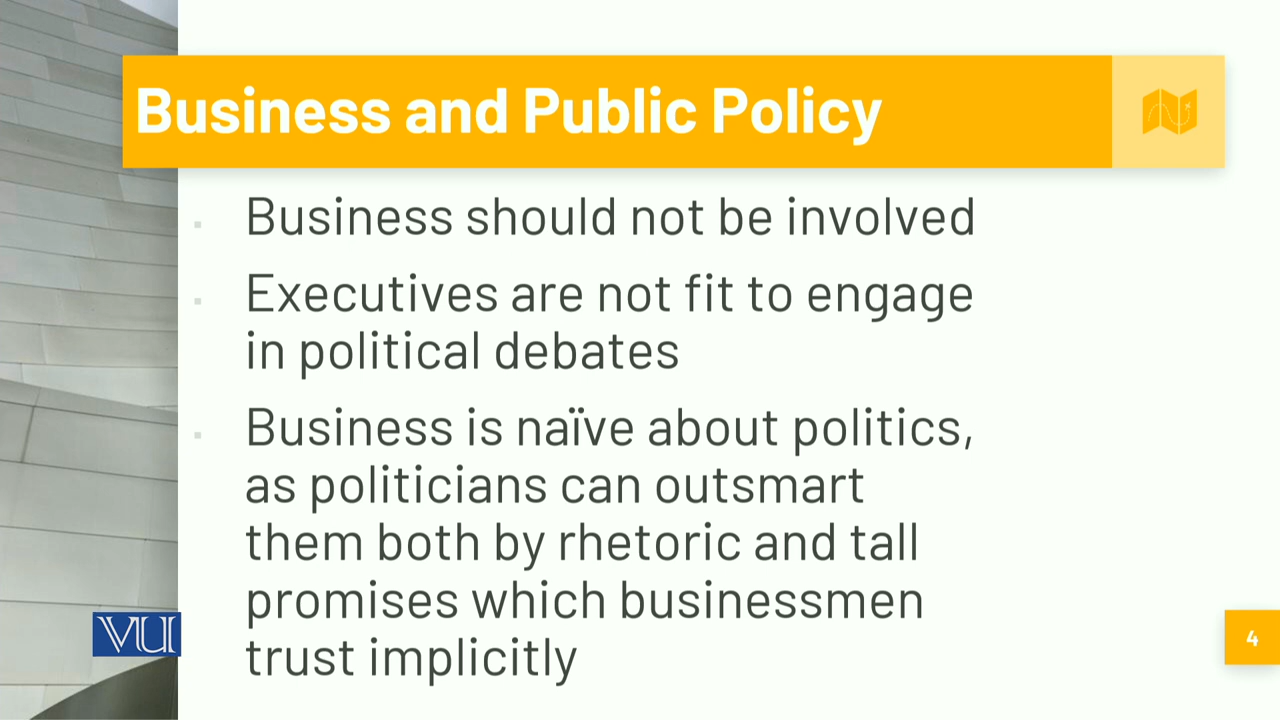 Business and Public Policy
Business should not be involved
Executives are not fit to engage
in political debates
Business is naïve about politics,
as politicians can outsmart
them both by rhetoric and tall
promises which businessmen
trust implicitly
VU
4